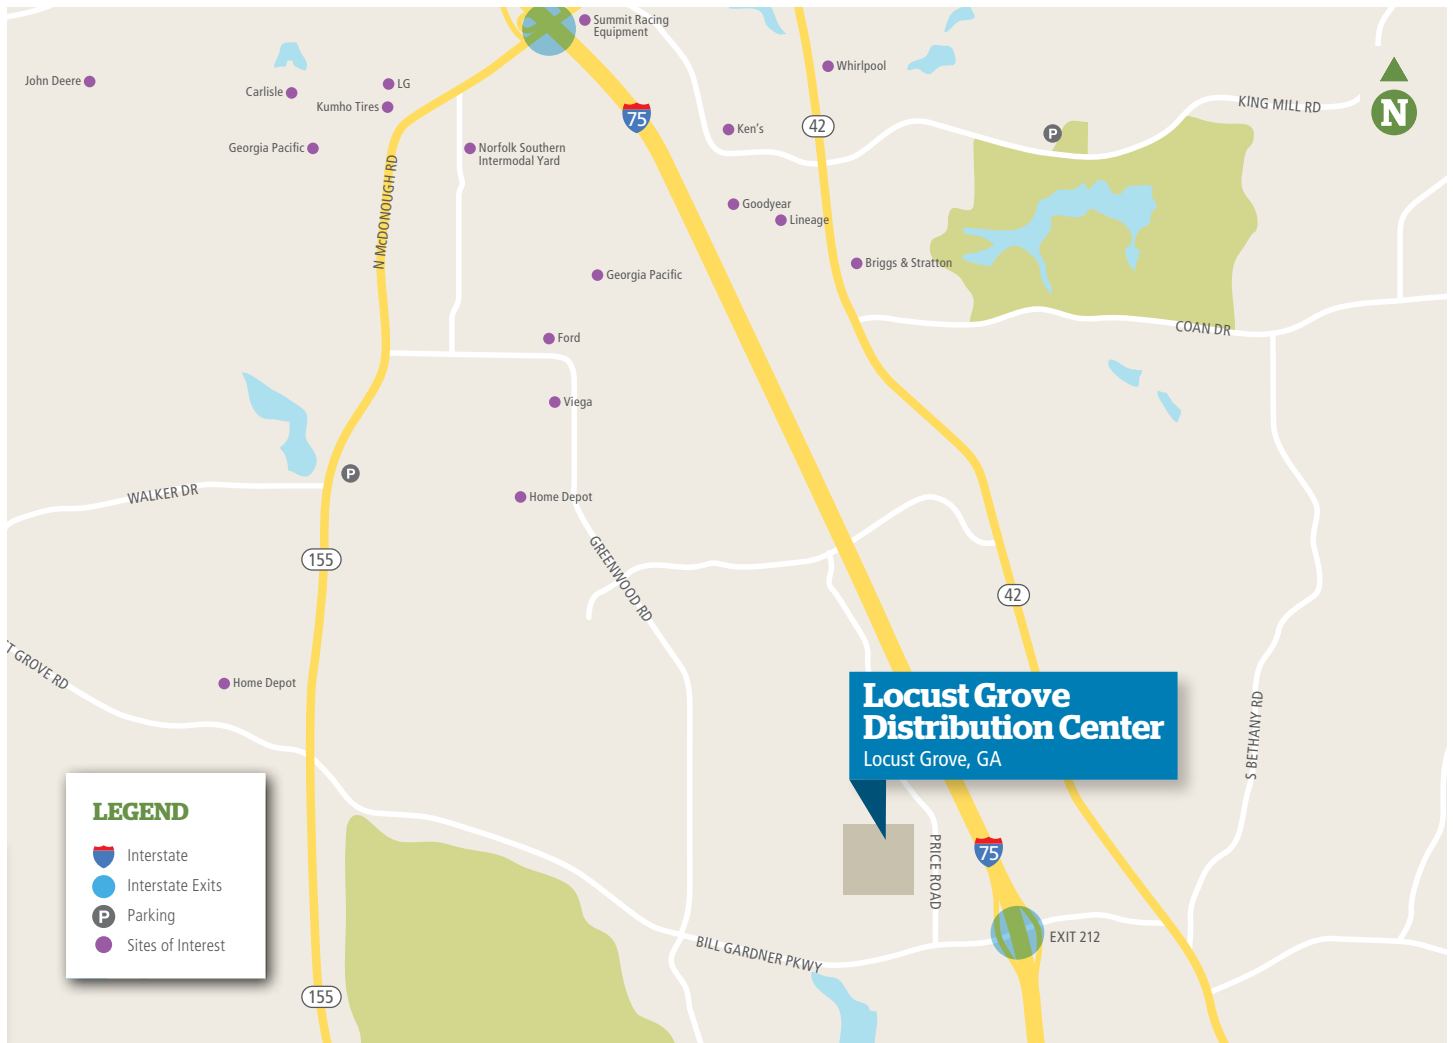 Summit Racing
Equipment
Whirlpool
John Deere
Carlisle
LG
Kumho Tires
75
KING MILL RD
N
42
Ken's
P
Georgia Pacific
Norfolk Southern
Intermodal Yard
N McDONOUGH RD
Goodyear
Lineage
Briggs & Stratton
Georgia Pacific
COAN DR
Ford
Viega
P
WALKER DR
Home Depot
155
GREENWOOD RD
42
T GROVE RD
Home Depot
Locust Grove
Distribution Center
Locust Grove, GA
S BETHANY RD
LEGEND
Interstate
Interstate Exits
P Parking
Sites of Interest
PRICE ROAD
75
EXIT 212
BILL GARDNER PKWY
155